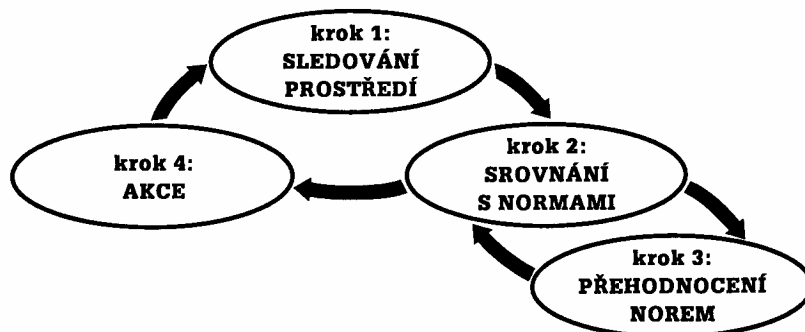 krok 1:
SLEDOVÁNÍ
PROSTŘEDÍ
krok 2:
SROVNÁNÍ
S NORMAMI
krok 4:
AKCE
krok 3:
PŘEHODNOCENÍ
NOREM